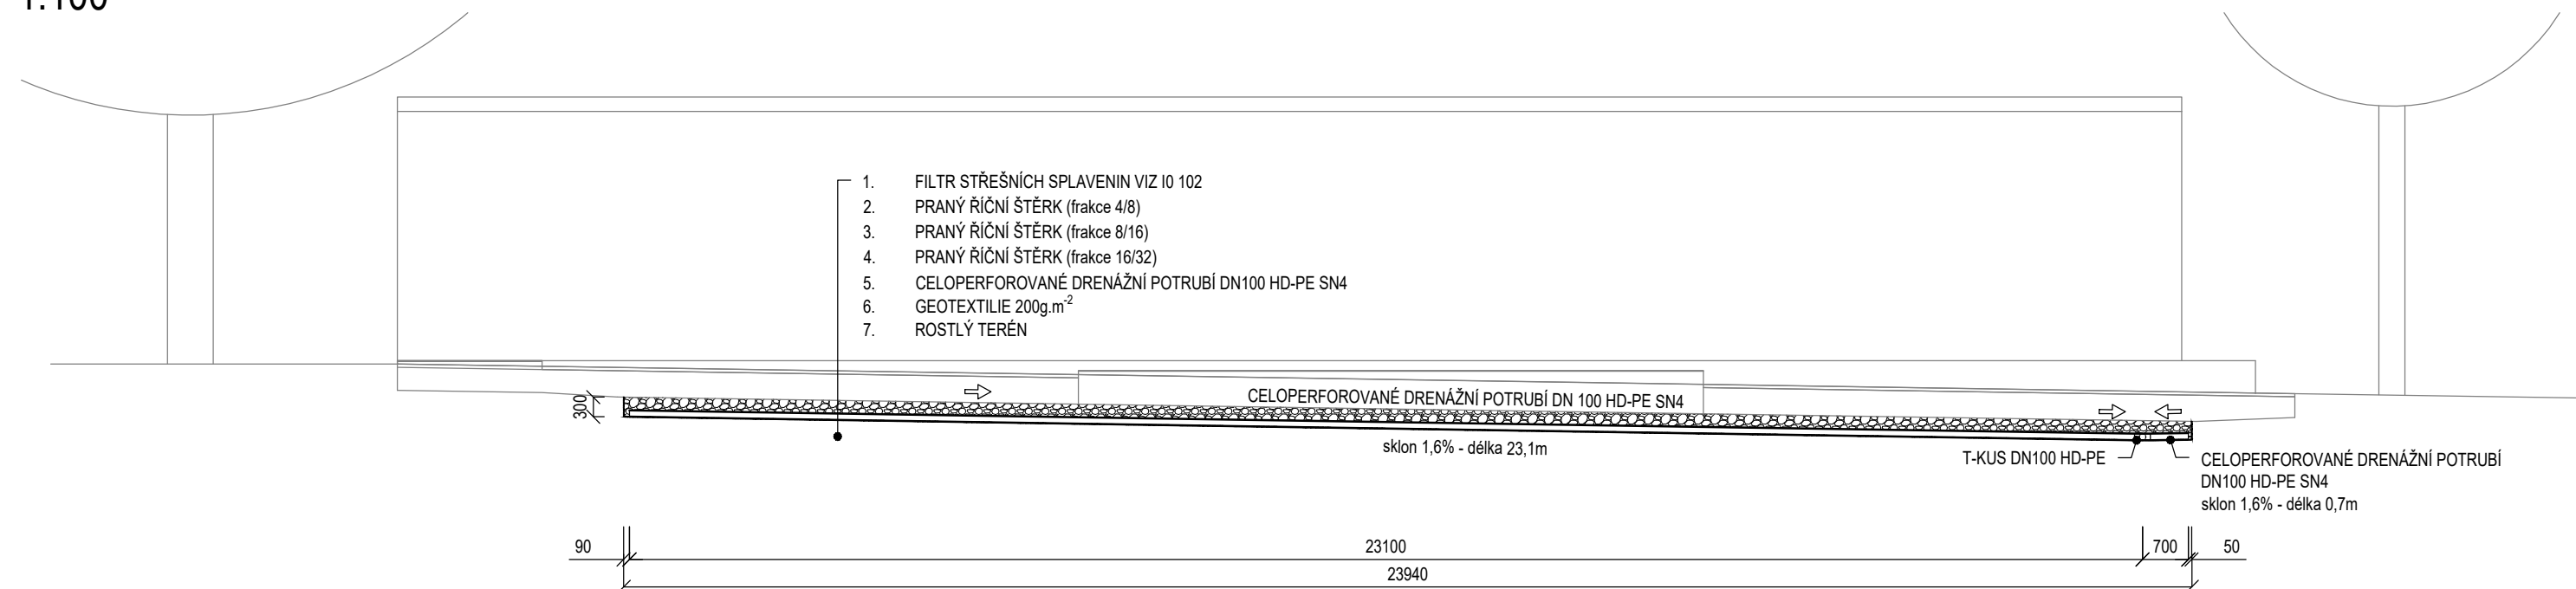 1:100
1. FILTR STŘEŠNÍCH SPLAVENIN VIZ I0 102
2. PRANÝ ŘÍČNÍ ŠTĚRK (frakce 4/8)
3. PRANÝ ŘÍČNÍ ŠTĚRK (frakce 8/16)
4. PRANÝ ŘÍČNÍ ŠTĚRK (frakce 16/32)
5. CELOPERFOROVANÉ DRENÁŽNÍ POTRUBÍ DN100 HD-PE SN4
6. GEOTEXTILIE 200g.m⁻²
7. ROSTLÝ TERÉN
300
CELOPERFOROVANÉ DRENÁŽNÍ POTRUBÍ DN 100 HD-PE SN4
sklon 1,6% - délka 23,1m
T-KUS DN100 HD-PE
CELOPERFOROVANÉ DRENÁŽNÍ POTRUBÍ
DN100 HD-PE SN4
sklon 1,6% - délka 0,7m
90 23100 700 50
23940